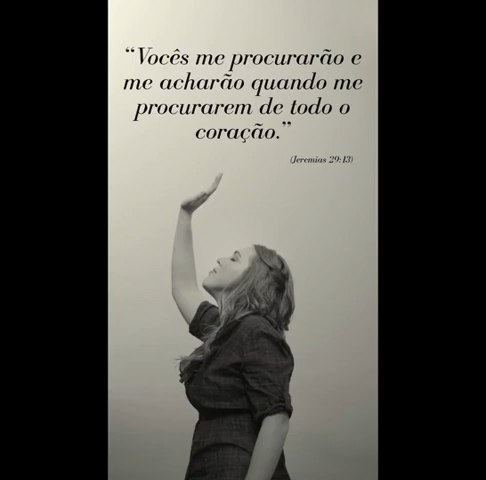 “Vocês me procurarão e
me acharão quando me
procurarem de todo o
coração.”
(Jeremias 29:13)